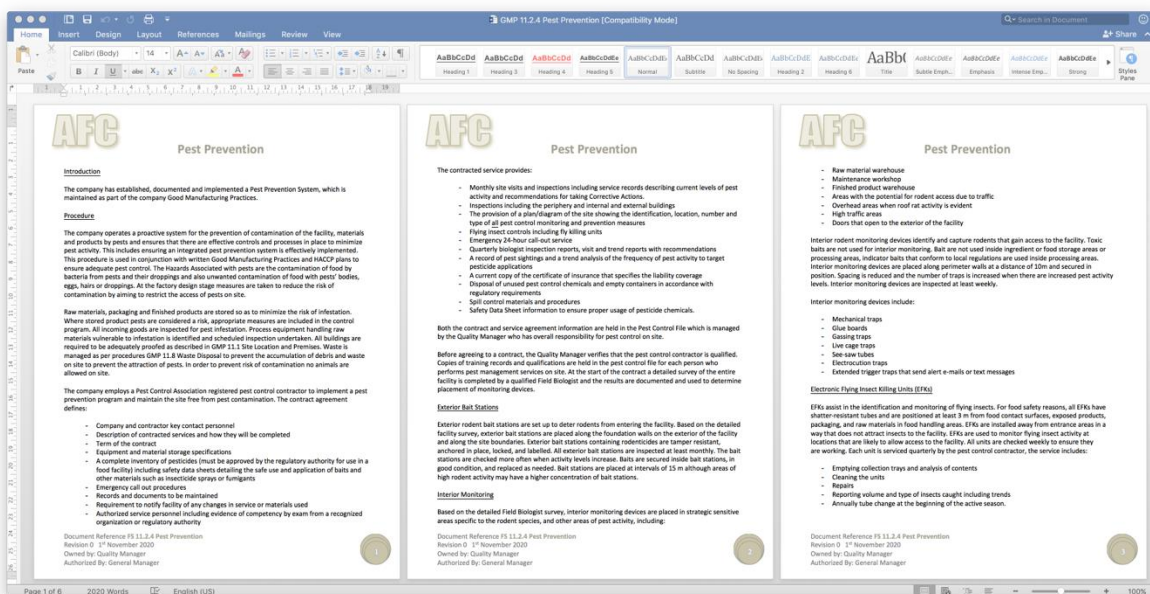 GMP 11.2.4 Pest Prevention [Compatibility Mode]
Search in Document
Home Insert Design Layout References Mailings Review View
Share
Paste
Calibri (Body) 14
AaBbCcDd AaBbCcDd AaBbCcDd AaBbCcDdEe AaBbCcDdEe AaBbCcDd AaBbCcDdEe AaBbCcDdE AaBbCcDdEe AaBb( AaBbCcDdEe AaBbCcDdEe AaBbCcDdEe AaBbCcDdEe
Heading 1 Heading 3 Heading 4 Heading 5 Normal Subtitle No Spacing Heading 2 Heading 6 Title Subtle Emph... Emphasis Intense Emp... Strong
Styles
Pane
AFC
Pest Prevention
Introduction
The company has established, documented and implemented a Pest Prevention System, which is
maintained as part of the company Good Manufacturing Practices.
Procedure
The company operates a proactive system for the prevention of contamination of the facility, materials
and products by pests and ensures that there are effective controls and processes in place to minimize
pest activity. This includes ensuring an integrated pest prevention system is effectively implemented.
This procedure is used in conjunction with written Good Manufacturing Practices and HACCP plans to
ensure adequate pest control. The Hazards Associated with pests are the contamination of food by
bacteria from pests and their droppings and also unwanted contamination of food with pests' bodies,
eggs, hairs or droppings. At the factory design stage measures are taken to reduce the risk of
contamination by aiming to restrict the access of pests on site.
Raw materials, packaging and finished products are stored so as to minimize the risk of infestation.
Where stored product pests are considered a risk, appropriate measures are included in the control
program. All incoming goods are inspected for pest infestation. Process equipment handling raw
materials vulnerable to infestation is identified and scheduled inspection undertaken. All buildings are
required to be adequately proofed as described in GMP 11.1 Site Location and Premises. Waste is
managed as per procedures GMP 11.8 Waste Disposal to prevent the accumulation of debris and waste
on site to prevent the attraction of pests. In order to prevent risk of contamination no animals are
allowed on site.
The company employs a Pest Control Association registered pest control contractor to implement a pest
prevention program and maintain the site free from pest contamination. The contract agreement
defines:
- Company and contractor key contact personnel
- Description of contracted services and how they will be completed
- Term of the contract
- Equipment and material storage specifications
- A complete inventory of pesticides (must be approved by the regulatory authority for use in a
food facility) including safety data sheets detailing the safe use and application of baits and
other materials such as insecticide sprays or fumigants
- Emergency call out procedures
- Records and documents to be maintained
- Requirement to notify facility of any changes in service or materials used
- Authorized service personnel including evidence of competency by exam from a recognized
organization or regulatory authority
Document Reference F5 11.2.4 Pest Prevention
Revision 0 1st November 2020
Owned by: Quality Manager
Authorized By: General Manager
1
AFC
Pest Prevention
The contracted service provides:
- Monthly site visits and inspections including service records describing current levels of pest
activity and recommendations for taking Corrective Actions.
- Inspections including the periphery and internal and external buildings
- The provision of a plan/diagram of the site showing the identification, location, number and
type of all pest control monitoring and prevention measures
- Flying insect controls including fly killing units
- Emergency 24-hour call-out service
- Quarterly biologist inspection reports, visit and trend reports with recommendations
- A record of pest sightings and a trend analysis of the frequency of pest activity to target
pesticide applications
- A current copy of the certificate of insurance that specifies the liability coverage
- Disposal of unused pest control chemicals and empty containers in accordance with
regulatory requirements
- Spill control materials and procedures
- Safety Data Sheet information to ensure proper usage of pesticide chemicals.
Both the contract and service agreement information are held in the Pest Control File which is managed
by the Quality Manager who has overall responsibility for pest control on site.
Before agreeing to a contract, the Quality Manager verifies that the pest control contractor is qualified.
Copies of training records and qualifications are held in the pest control file for each person who
performs pest management services on site. At the start of the contract a detailed survey of the entire
facility is completed by a qualified Field Biologist and the results are documented and used to determine
placement of monitoring devices.
Exterior Bait Stations
Exterior rodent bait stations are set up to deter rodents from entering the facility. Based on the detailed
facility survey, exterior bait stations are placed along the foundation walls on the exterior of the facility
and along the site boundaries. Exterior bait stations containing rodenticides are tamper resistant,
anchored in place, locked, and labelled. All exterior bait stations are inspected at least monthly. The bait
stations are checked more often when activity levels increase. Baits are secured inside bait stations, in
good condition, and replaced as needed. Bait stations are placed at intervals of 15 m although areas of
high rodent activity may have a higher concentration of bait stations.
Interior Monitoring
Based on the detailed Field Biologist survey, interior monitoring devices are placed in strategic sensitive
areas specific to the rodent species, and other areas of pest activity, including:
Document Reference F5 11.2.4 Pest Prevention
Revision 0 1st November 2020
Owned by: Quality Manager
Authorized By: General Manager
2
AFC
Pest Prevention
- Raw material warehouse
- Maintenance workshop
- Finished product warehouse
- Areas with the potential for rodent access due to traffic
- Overhead areas when roof rat activity is evident
- High traffic areas
- Doors that open to the exterior of the facility
Interior rodent monitoring devices identify and capture rodents that gain access to the facility. Toxic
baits are not used for interior monitoring. Bait are not used inside ingredient or food storage areas or
processing areas, indicator baits that conform to local regulations are used inside processing areas.
Interior monitoring devices are placed along perimeter walls at a distance of 10m and secured in
position. Spacing is reduced and the number of traps is increased when there are increased pest activity
levels. Interior monitoring devices are inspected at least weekly.
Interior monitoring devices include:
- Mechanical traps
- Glue boards
- Gassing traps
- Live cage traps
- See-saw tubes
- Electrocution traps
- Extended trigger traps that send alert e-mails or text messages
Electronic Flying Insect Killing Units (EFKs)
EFKs assist in the identification and monitoring of flying insects. For food safety reasons, all EFKs have
shatter-resistant tubes and are positioned at least 3 m from food contact surfaces, exposed products,
packaging, and raw materials in food handling areas. EFKs are installed away from entrance areas in a
way that does not attract insects to the facility. EFKs are used to monitor flying insect activity at
locations that are likely to allow access to the facility. All units are checked weekly to ensure they
are working. Each unit is serviced quarterly by the pest control contractor, the service includes:
- Emptying collection trays and analysis of contents
- Cleaning the units
- Repairs
- Reporting volume and type of insects caught including trends
- Annually tube change at the beginning of the active season.
Document Reference F5 11.2.4 Pest Prevention
Revision 0 1st November 2020
Owned by: Quality Manager
Authorized By: General Manager
3
Page 1 of 6 2020 Words English (US) 100%